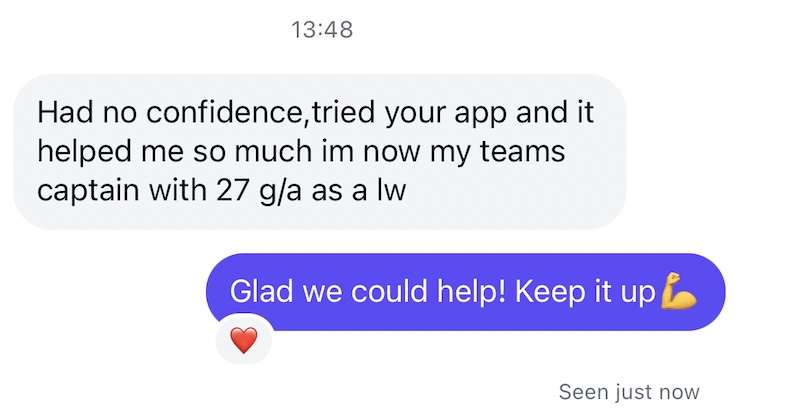 13:48
Had no confidence,tried your app and it
helped me so much im now my teams
captain with 27 g/a as a lw
Glad we could help! Keep it up💪
❤️
Seen just now